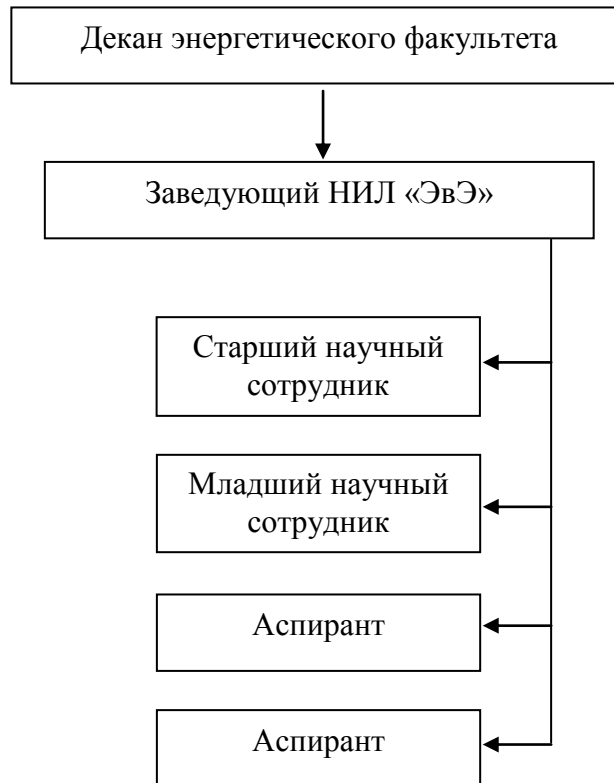 Декан энергетического факультета
Заведующий НИЛ «ЭвЭ»
Старший научный
сотрудник
Младший научный
сотрудник
Аспирант
Аспирант